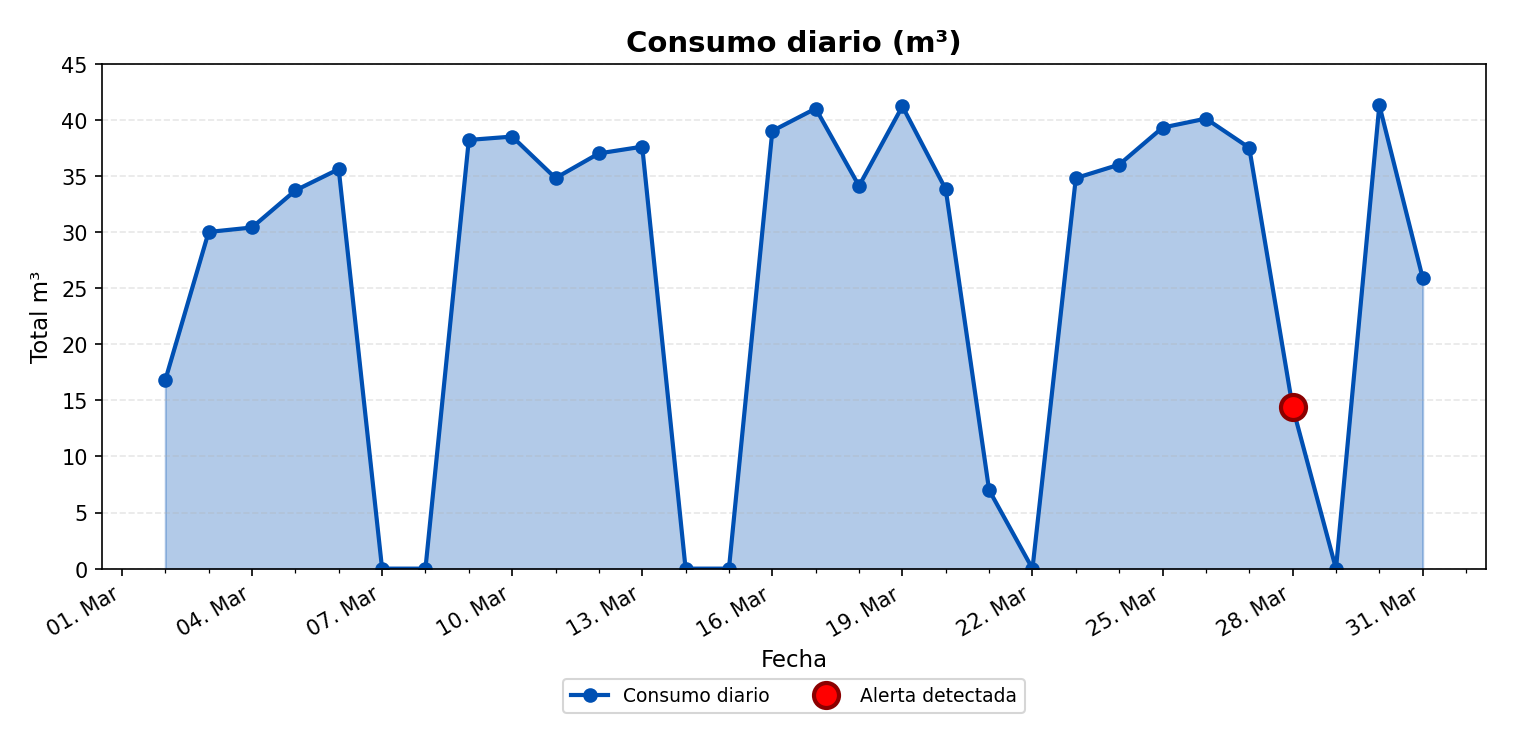 Consumo diario (m³)
45
40
35
30
25
20
15
10
5
0
Total m³
01. Mar
04. Mar
07. Mar
10. Mar
13. Mar
16. Mar
19. Mar
22. Mar
25. Mar
28. Mar
31. Mar
Fecha
Consumo diario
Alerta detectada